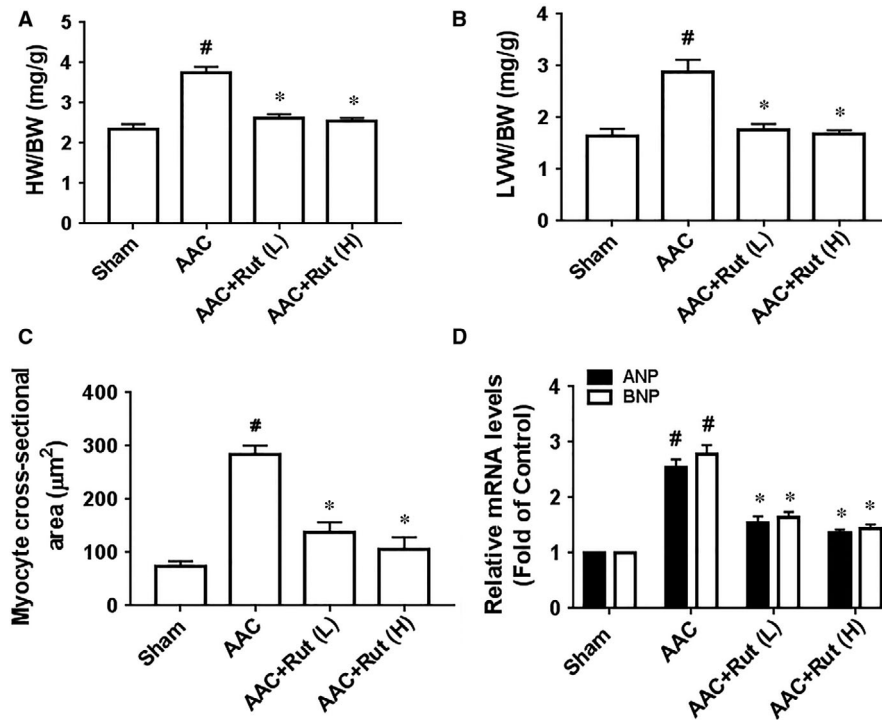 A
HW/BW (mg/g)
5
4
3
2
1
0
#
*
*
Sham
AAC
AAC+Rut (L)
AAC+Rut (H)
B
LVW/BW (mg/g)
4
3
2
1
0
#
*
*
Sham
AAC
AAC+Rut (L)
AAC+Rut (H)
C
Myocyte cross-sectional
area (μm²)
400
300
200
100
0
#
*
*
Sham
AAC
AAC+Rut (L)
AAC+Rut (H)
D
ANP
BNP
Relative mRNA levels
(Fold of Control)
4
3
2
1
0
# #
* *
* *
Sham
AAC
AAC+Rut (L)
AAC+Rut (H)